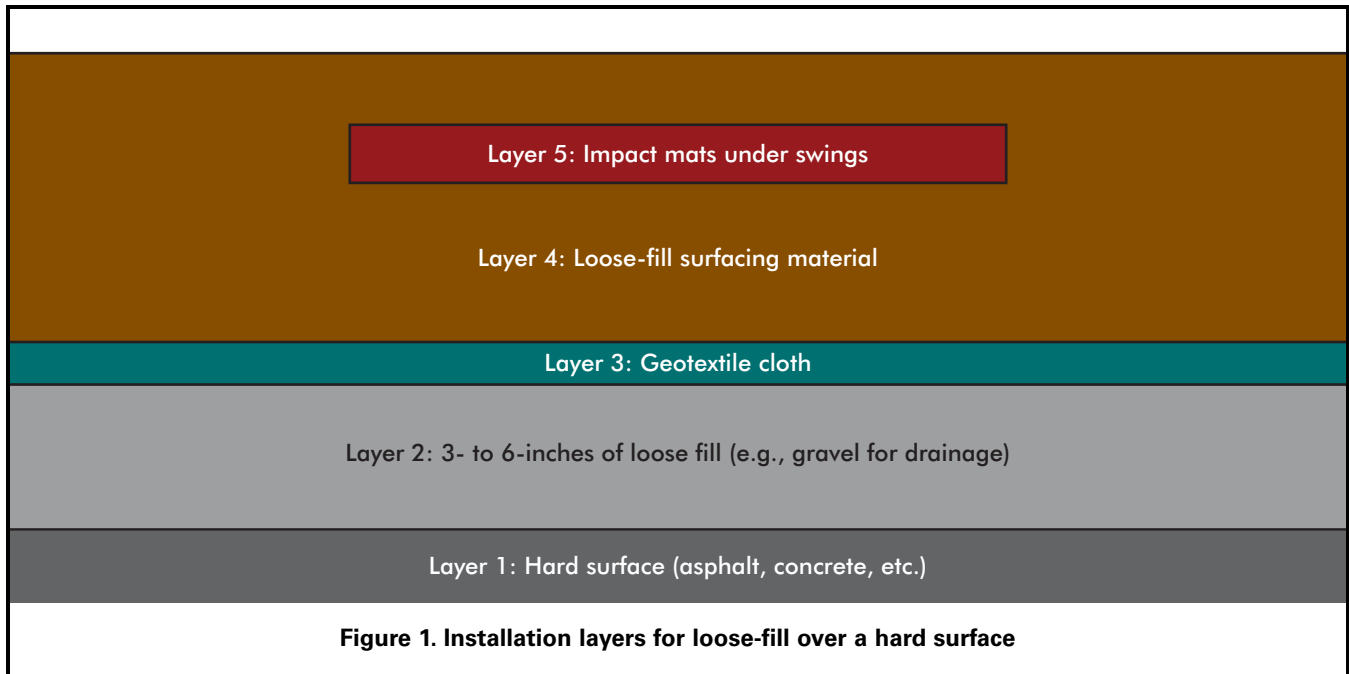 Layer 5: Impact mats under swings
Layer 4: Loose-fill surfacing material
Layer 3: Geotextile cloth
Layer 2: 3- to 6-inches of loose fill (e.g., gravel for drainage)
Layer 1: Hard surface (asphalt, concrete, etc.)
Figure 1. Installation layers for loose-fill over a hard surface